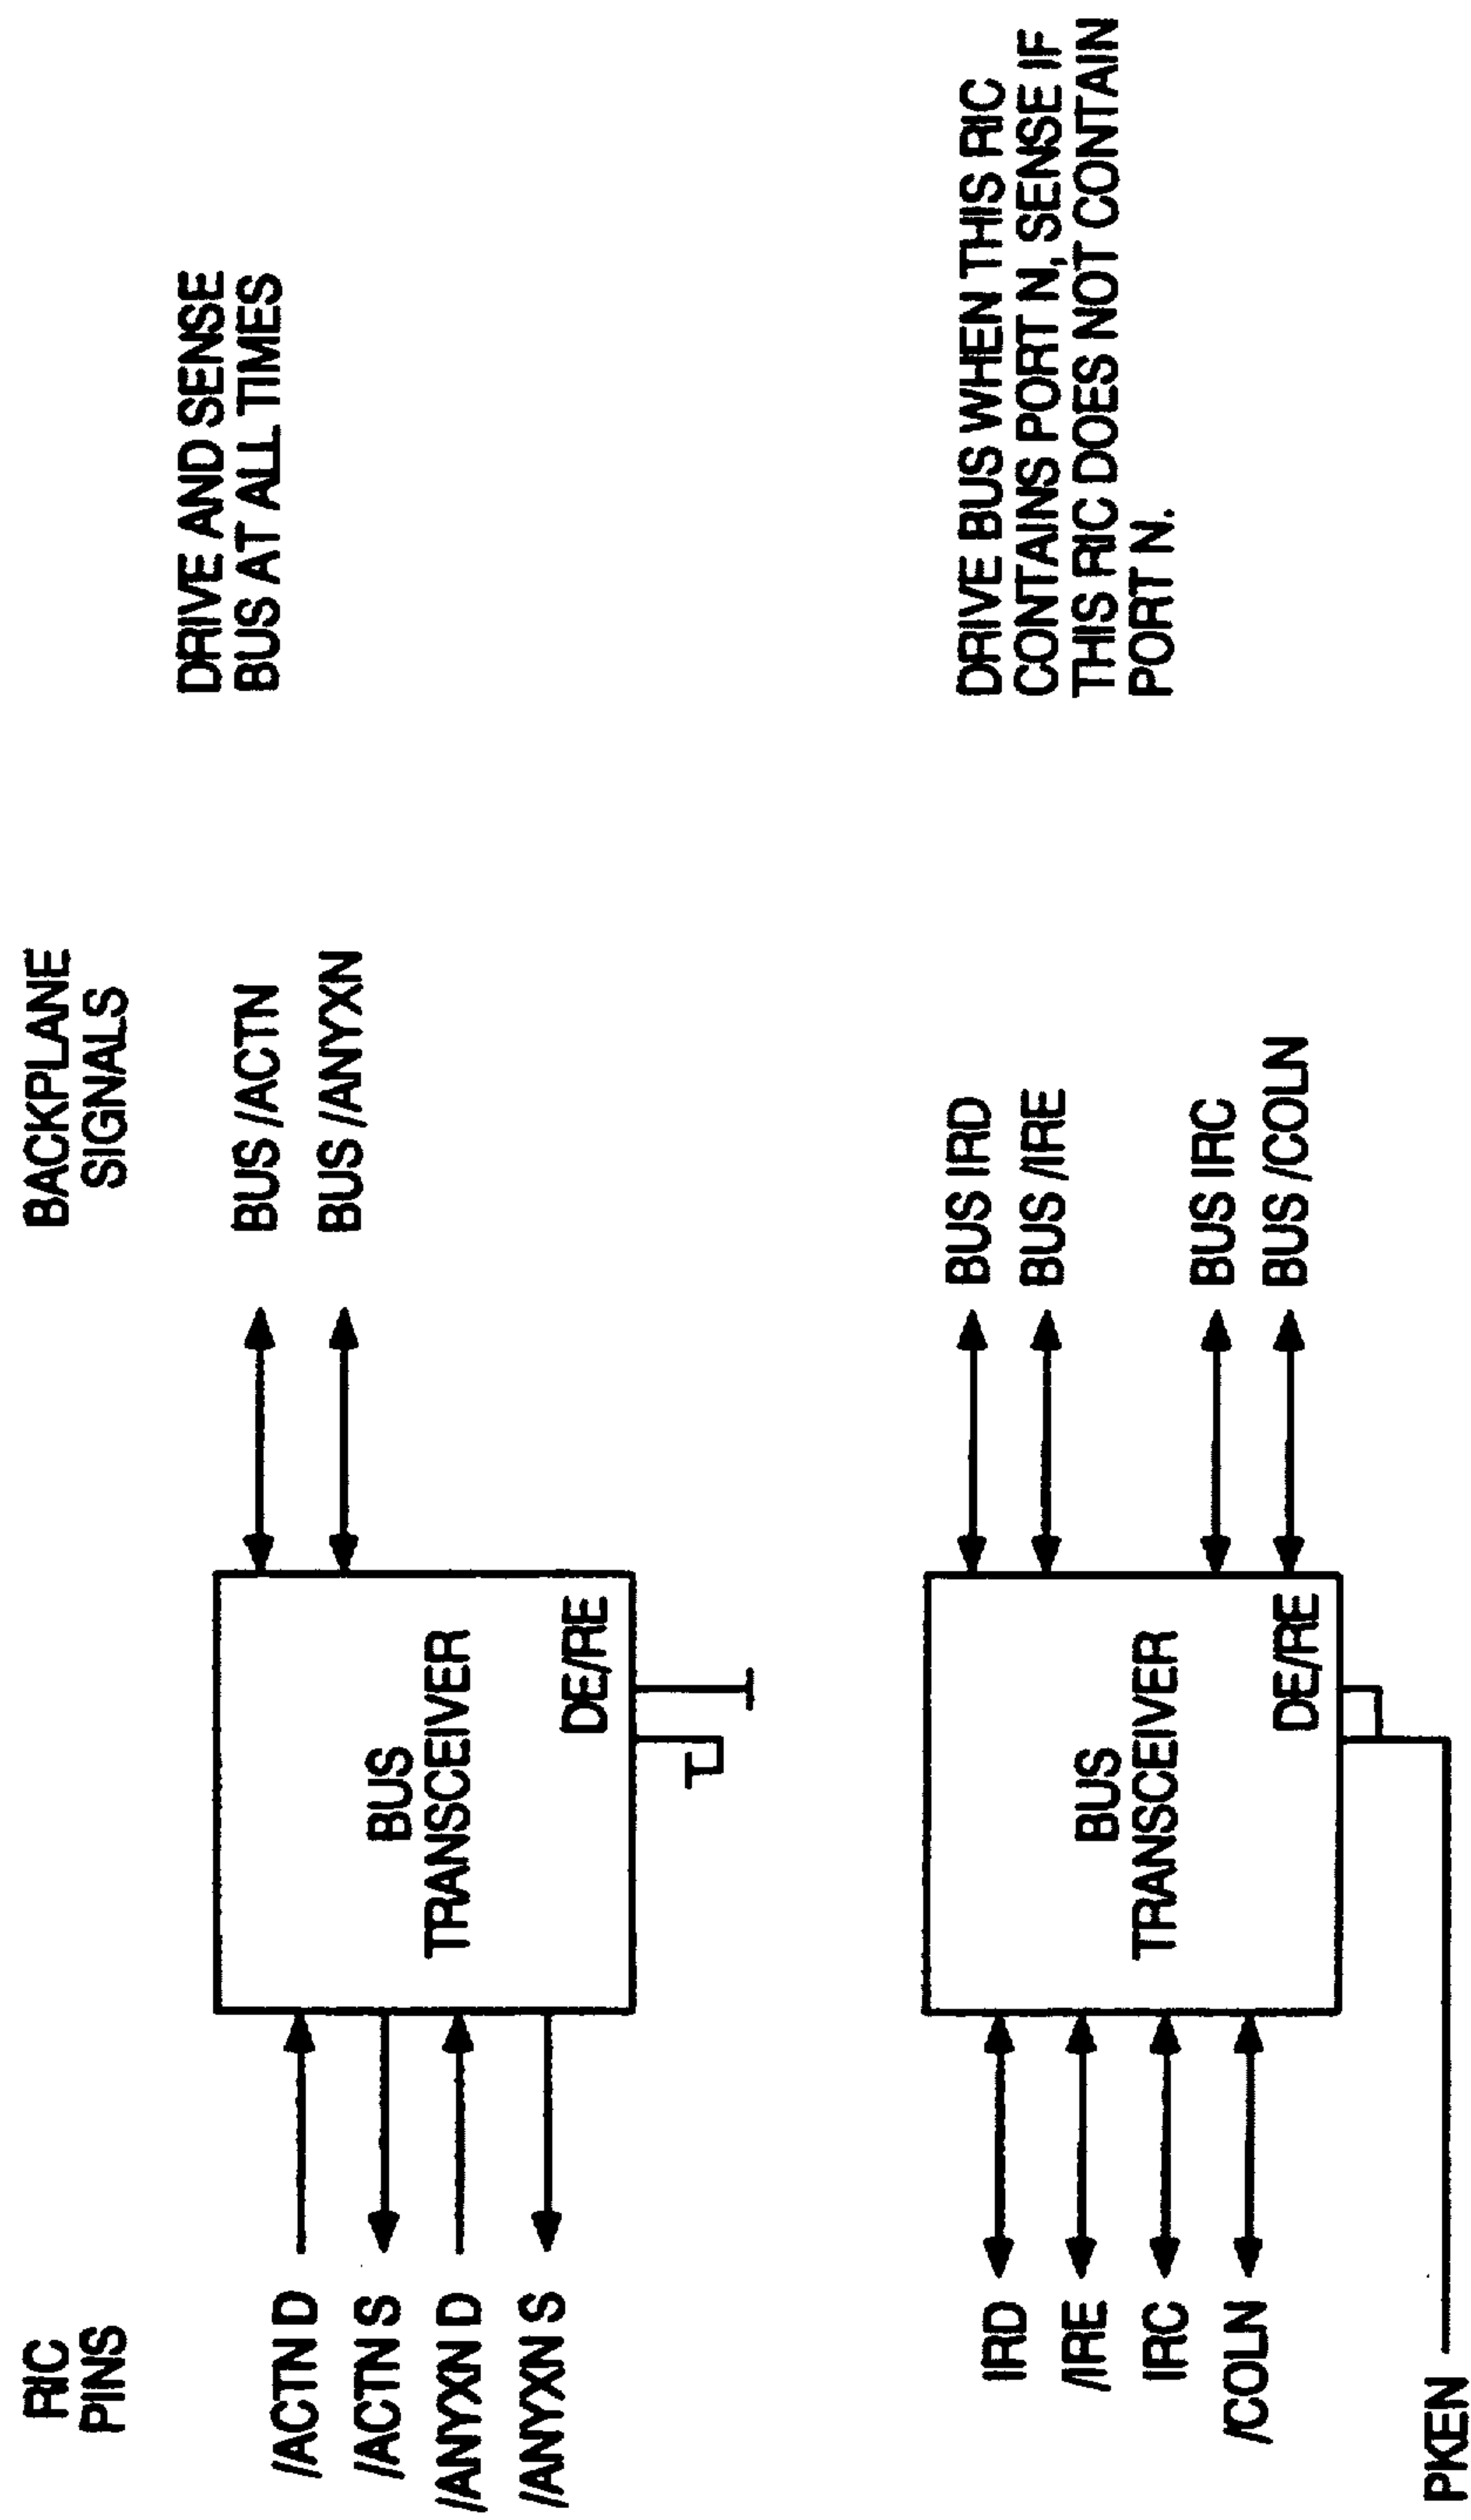 RIC
PINS
BACKPLANE
SIGNALS
/ACTN D
/ACTN S
/ANYXN D
/ANYXN S
BUS
TRANSCEIVER
DE/RE
BUS /ACTN
BUS /ANYXN
DRIVE AND SENSE
BUS AT ALL TIMES
IRD
/IRE
IRC
/COLN
PKEN
BUS
TRANSCEIVER
DE/RE
BUS IRD
BUS /IRE
BUS IRC
BUS /COLN
DRIVE BUS WHEN THIS RIC
CONTAINS PORT N, SENSE IF
THIS RIC DOES NOT CONTAIN
PORT N.